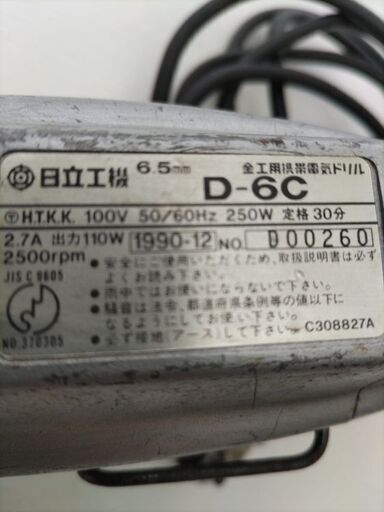 日立工機 6.5mm 金工用携帯電気ドリル
D-6C
H.T.K.K. 100V 50/60Hz 250W 定格30分
2.7A 出力110W 1990-12 NO. D00260
2500rpm
JIS C 9605
NO 370305
●安全にご使用いただくため、取扱説明書は必ず
よくお読み下さい。
●雨中ではお使いにならないで下さい。
●騒音は法令、都道府県条例等の値以下に
なるようにしてお使い下さい。
●必ず接地(アース)して下さい。
C308827A